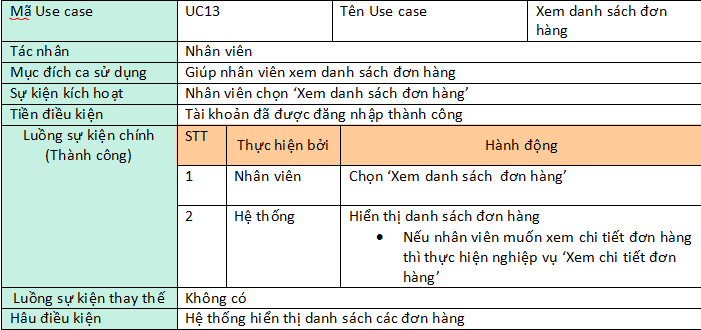 Mã Use case UC13 Tên Use case Xem danh sách đơn
hàng
Tác nhân Nhân viên
Mục đích ca sử dụng Giúp nhân viên xem danh sách đơn hàng
Sự kiện kích hoạt Nhân viên chọn ‘Xem danh sách đơn hàng’
Tiền điều kiện Tài khoản đã được đăng nhập thành công
Luồng sự kiện chính
(Thành công)
STT Thực hiện bởi Hành động
1 Nhân viên Chọn ‘Xem danh sách đơn hàng’
2 Hệ thống Hiển thị danh sách đơn hàng
• Nếu nhân viên muốn xem chi tiết đơn hàng
thì thực hiện nghiệp vụ ‘Xem chi tiết đơn
hàng’
Luồng sự kiện thay thế Không có
Hâu điều kiện Hệ thống hiển thị danh sách các đơn hàng